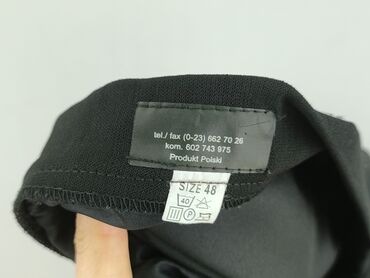 tel./ fax (0-23) 662 70 26
kom. 602 743 975
Produkt Polski
SIZE 48
40
P